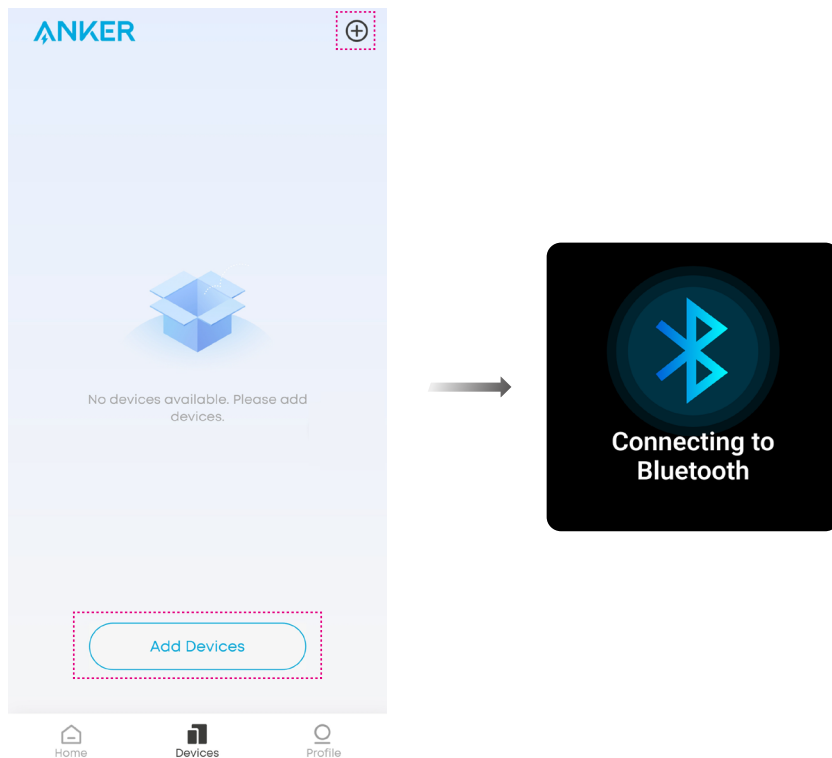 ANKER
No devices available. Please add
devices.
Add Devices
Home
Devices
Profile
Connecting to
Bluetooth